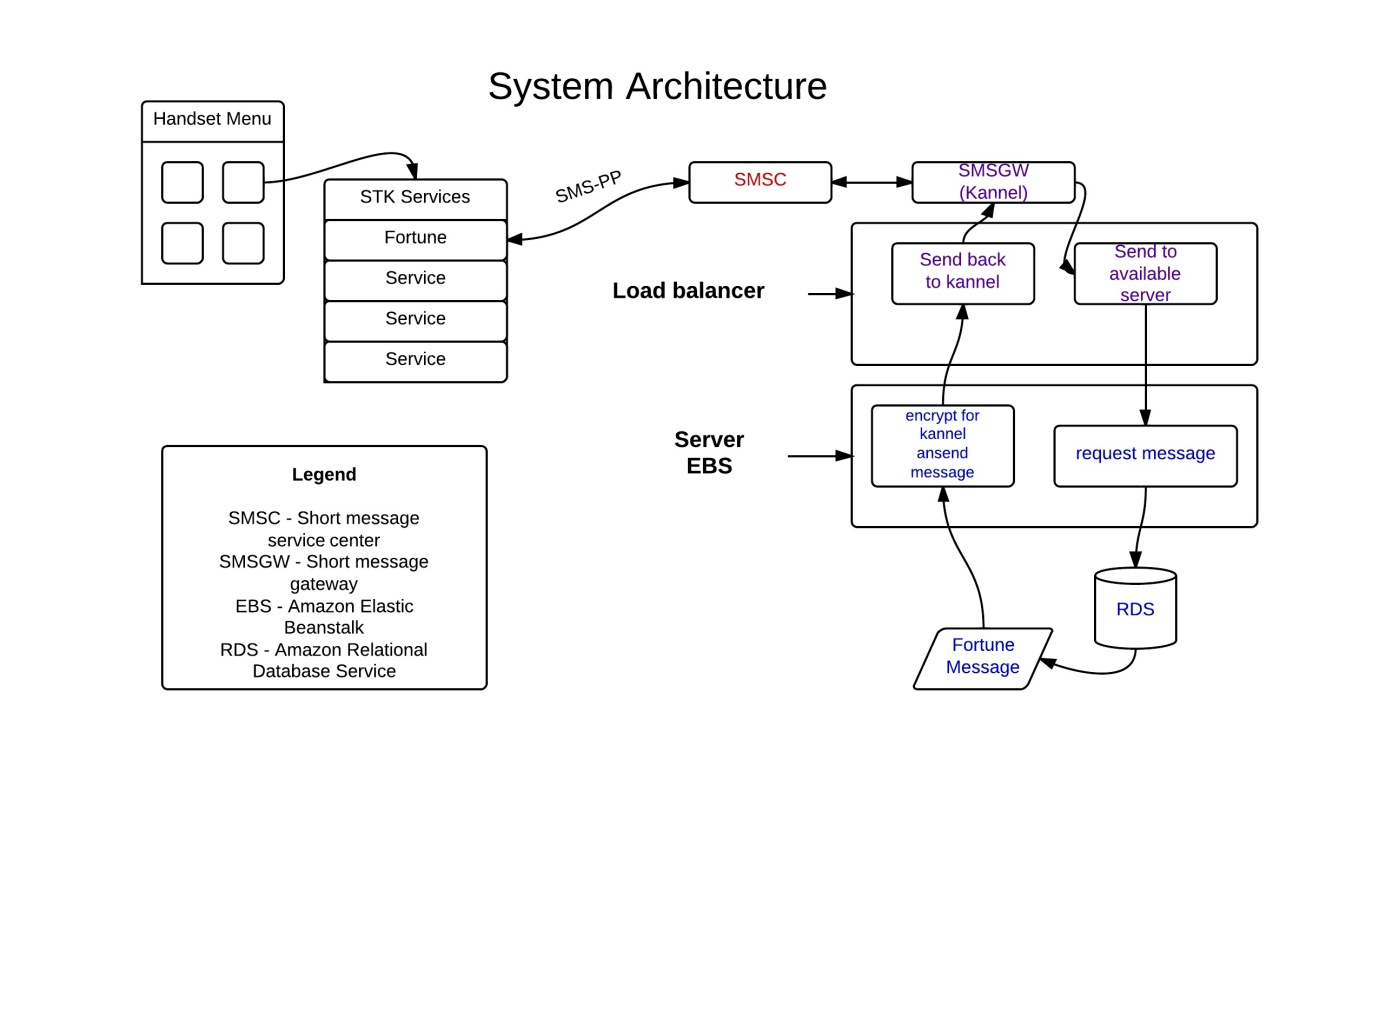 System Architecture
Handset Menu
STK Services
Fortune
Service
Service
Service
SMS-PP
SMSC
SMSGW
(Kannel)
Load balancer
Send back
to kannel
Send to
available
server
Server
EBS
encrypt for
kannel
ansend
message
request message
RDS
Fortune
Message
Legend
SMSC - Short message
service center
SMSGW - Short message
gateway
EBS - Amazon Elastic
Beanstalk
RDS - Amazon Relational
Database Service